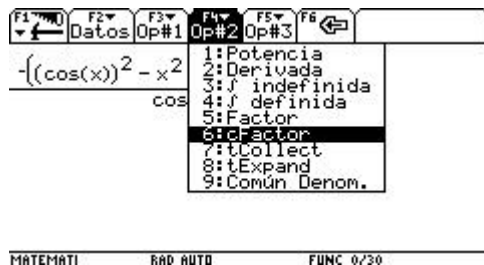 F1 F2 F3 F4 F5 F6
Datos Op#1 Op#2 Op#3
1:Potencia
2:Derivada
3:∫ indefinida
4:∫ definida
5:Factor
6:cFactor
7:tCollect
8:tExpand
9:Común Denom.
-((cos(x))² - x²
cos
MATEMATI RAD AUTO FUNC 0/30